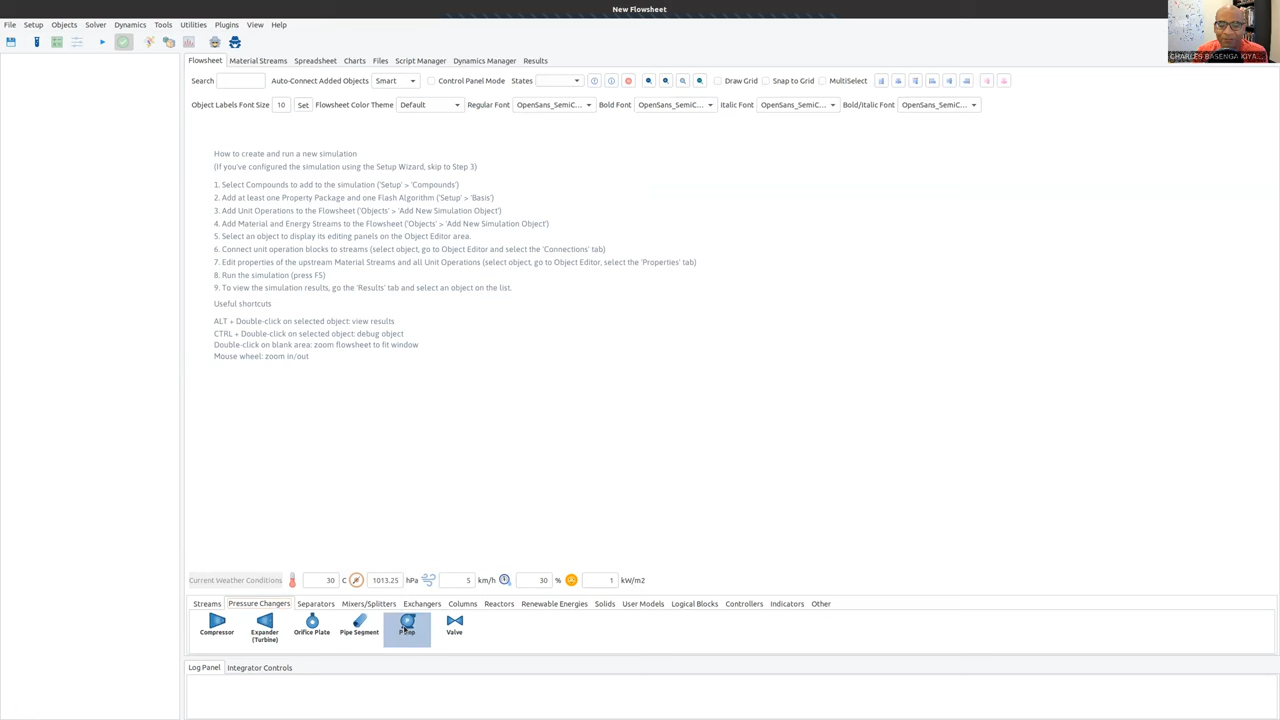 New Flowsheet
File Setup Objects Solver Dynamics Tools Utilities Plugins View Help
CHARLES BASENGA KIYA...
Flowsheet Material Streams Spreadsheet Charts Files Script Manager Dynamics Manager Results
Search Auto-Connect Added Objects Smart Control Panel Mode States Draw Grid Snap to Grid MultiSelect
Object Labels Font Size 10 Set Flowsheet Color Theme Default Regular Font OpenSans_SemiC... Bold Font OpenSans_SemiC... Italic Font OpenSans_SemiC... Bold/Italic Font OpenSans_SemiC...
How to create and run a new simulation
(If you've configured the simulation using the Setup Wizard, skip to Step 3)
1. Select Compounds to add to the simulation ('Setup' > 'Compounds')
2. Add at least one Property Package and one Flash Algorithm ('Setup' > 'Basis')
3. Add Unit Operations to the Flowsheet ('Objects' > 'Add New Simulation Object')
4. Add Material and Energy Streams to the Flowsheet ('Objects' > 'Add New Simulation Object')
5. Select an object to display its editing panels on the Object Editor area.
6. Connect unit operation blocks to streams (select object, go to Object Editor and select the 'Connections' tab)
7. Edit properties of the upstream Material Streams and all Unit Operations (select object, go to Object Editor, select the 'Properties' tab)
8. Run the simulation (press F5)
9. To view the simulation results, go the 'Results' tab and select an object on the list.
Useful shortcuts
ALT + Double-click on selected object: view results
CTRL + Double-click on selected object: debug object
Double-click on blank area: zoom flowsheet to fit window
Mouse wheel: zoom in/out
Current Weather Conditions 30 C 1013.25 hPa 5 km/h 30 % 1 kW/m2
Streams Pressure Changers Separators Mixers/Splitters Exchangers Columns Reactors Renewable Energies Solids User Models Logical Blocks Controllers Indicators Other
Compressor Expander (Turbine) Orifice Plate Pipe Segment Pump Valve
Log Panel Integrator Controls